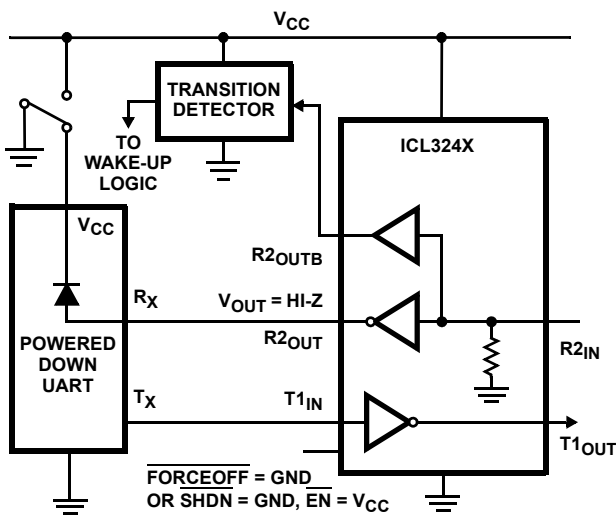 VCC
TRANSITION
DETECTOR
TO
WAKE-UP
LOGIC
ICL324X
VCC
R2OUTB
RX
VOUT = HI-Z
POWERED
DOWN
UART
R2OUT
R2IN
TX
T1IN
T1OUT
FORCEOFF = GND
OR SHDN = GND, EN = VCC